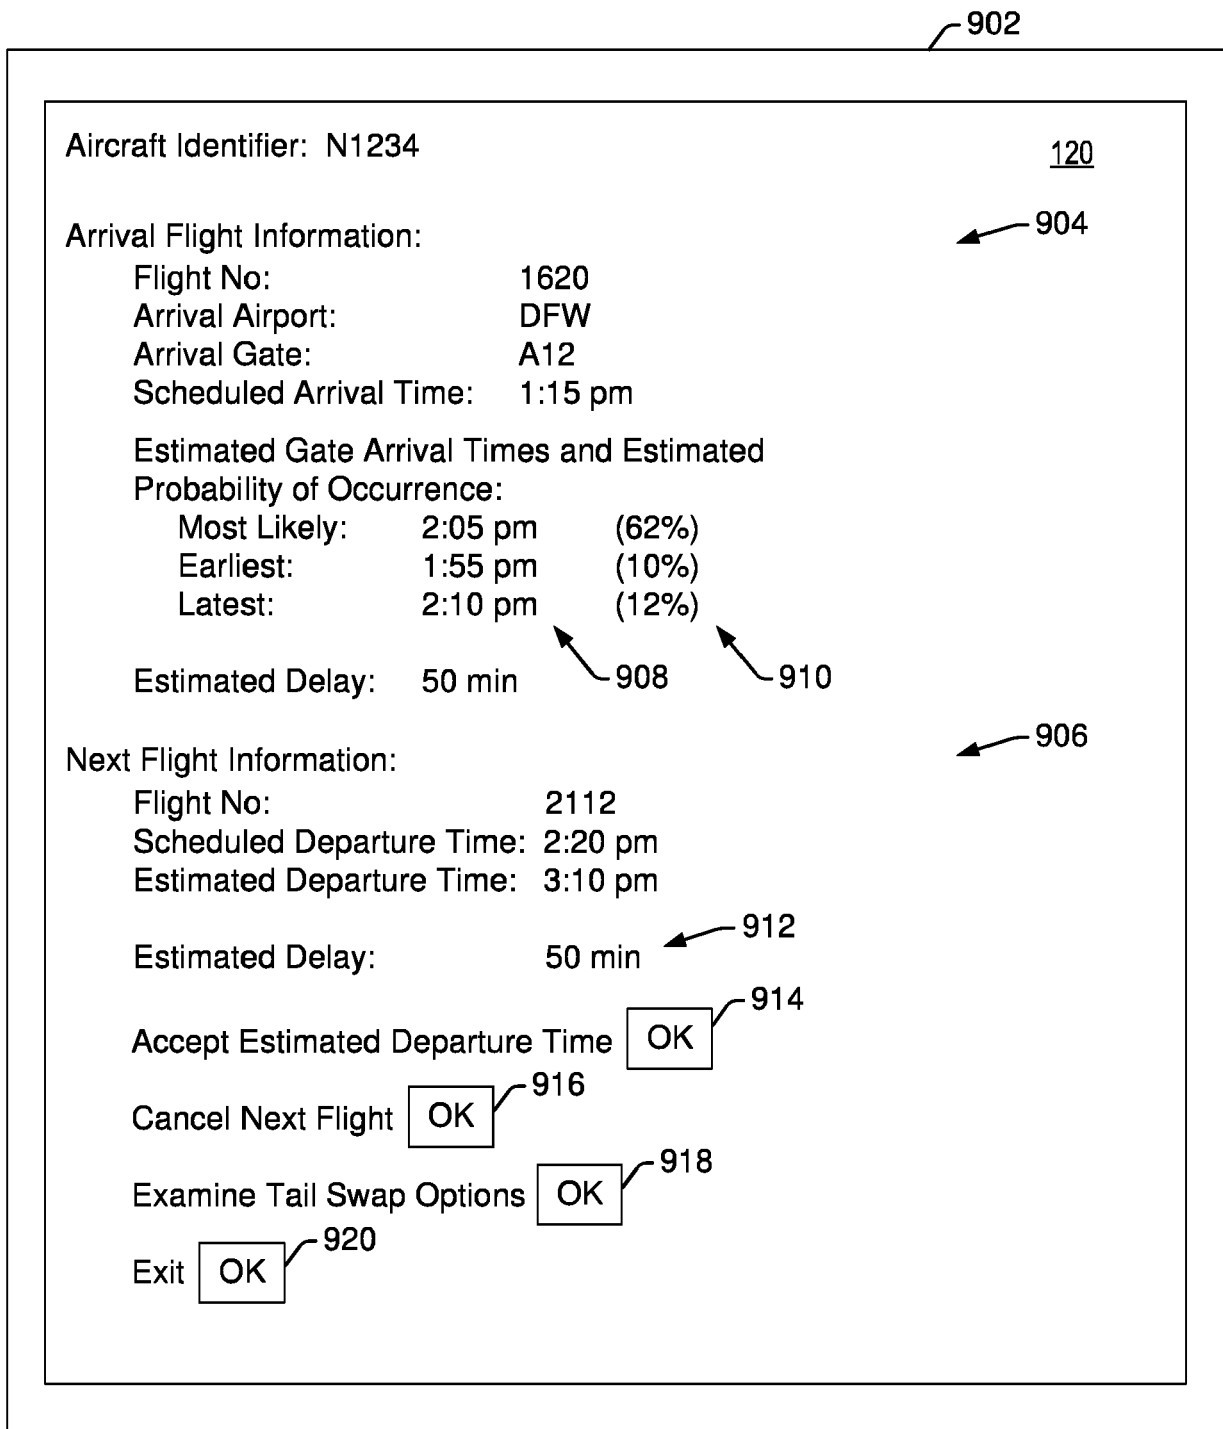 902
Aircraft Identifier: N1234
120
Arrival Flight Information:
904
Flight No: 1620
Arrival Airport: DFW
Arrival Gate: A12
Scheduled Arrival Time: 1:15 pm
Estimated Gate Arrival Times and Estimated
Probability of Occurrence:
Most Likely: 2:05 pm (62%)
Earliest: 1:55 pm (10%)
Latest: 2:10 pm (12%)
908
910
Estimated Delay: 50 min
906
Next Flight Information:
Flight No: 2112
Scheduled Departure Time: 2:20 pm
Estimated Departure Time: 3:10 pm
912
Estimated Delay: 50 min
914
Accept Estimated Departure Time OK
916
Cancel Next Flight OK
918
Examine Tail Swap Options OK
920
Exit OK